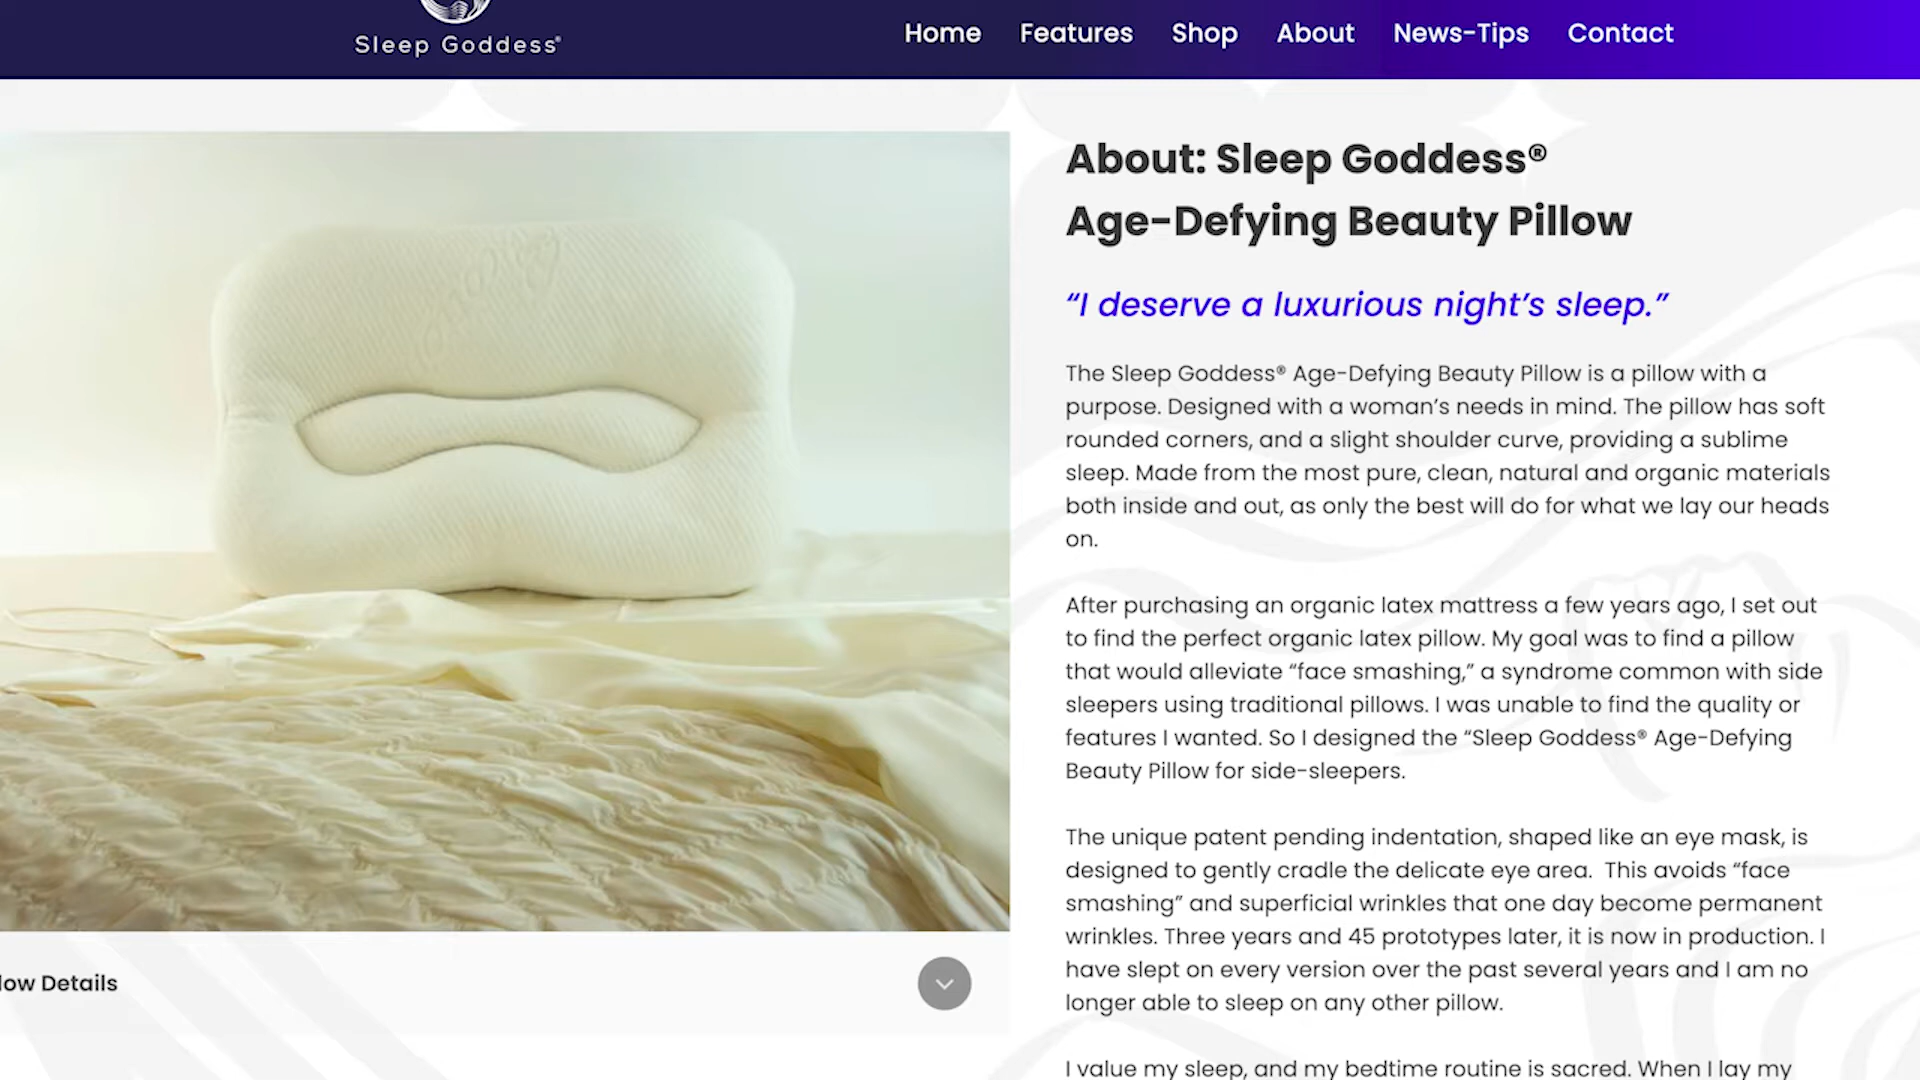 Sleep Goddess®
Home Features Shop About News-Tips Contact
About: Sleep Goddess®
Age-Defying Beauty Pillow
“I deserve a luxurious night’s sleep.”
The Sleep Goddess® Age-Defying Beauty Pillow is a pillow with a
purpose. Designed with a woman’s needs in mind. The pillow has soft
rounded corners, and a slight shoulder curve, providing a sublime
sleep. Made from the most pure, clean, natural and organic materials
both inside and out, as only the best will do for what we lay our heads
on.
After purchasing an organic latex mattress a few years ago, I set out
to find the perfect organic latex pillow. My goal was to find a pillow
that would alleviate “face smashing,” a syndrome common with side
sleepers using traditional pillows. I was unable to find the quality or
features I wanted. So I designed the “Sleep Goddess® Age-Defying
Beauty Pillow for side-sleepers.
The unique patent pending indentation, shaped like an eye mask, is
designed to gently cradle the delicate eye area.  This avoids “face
smashing” and superficial wrinkles that one day become permanent
wrinkles. Three years and 45 prototypes later, it is now in production. I
have slept on every version over the past several years and I am no
longer able to sleep on any other pillow.
I value my sleep, and my bedtime routine is sacred. When I lay my
low Details